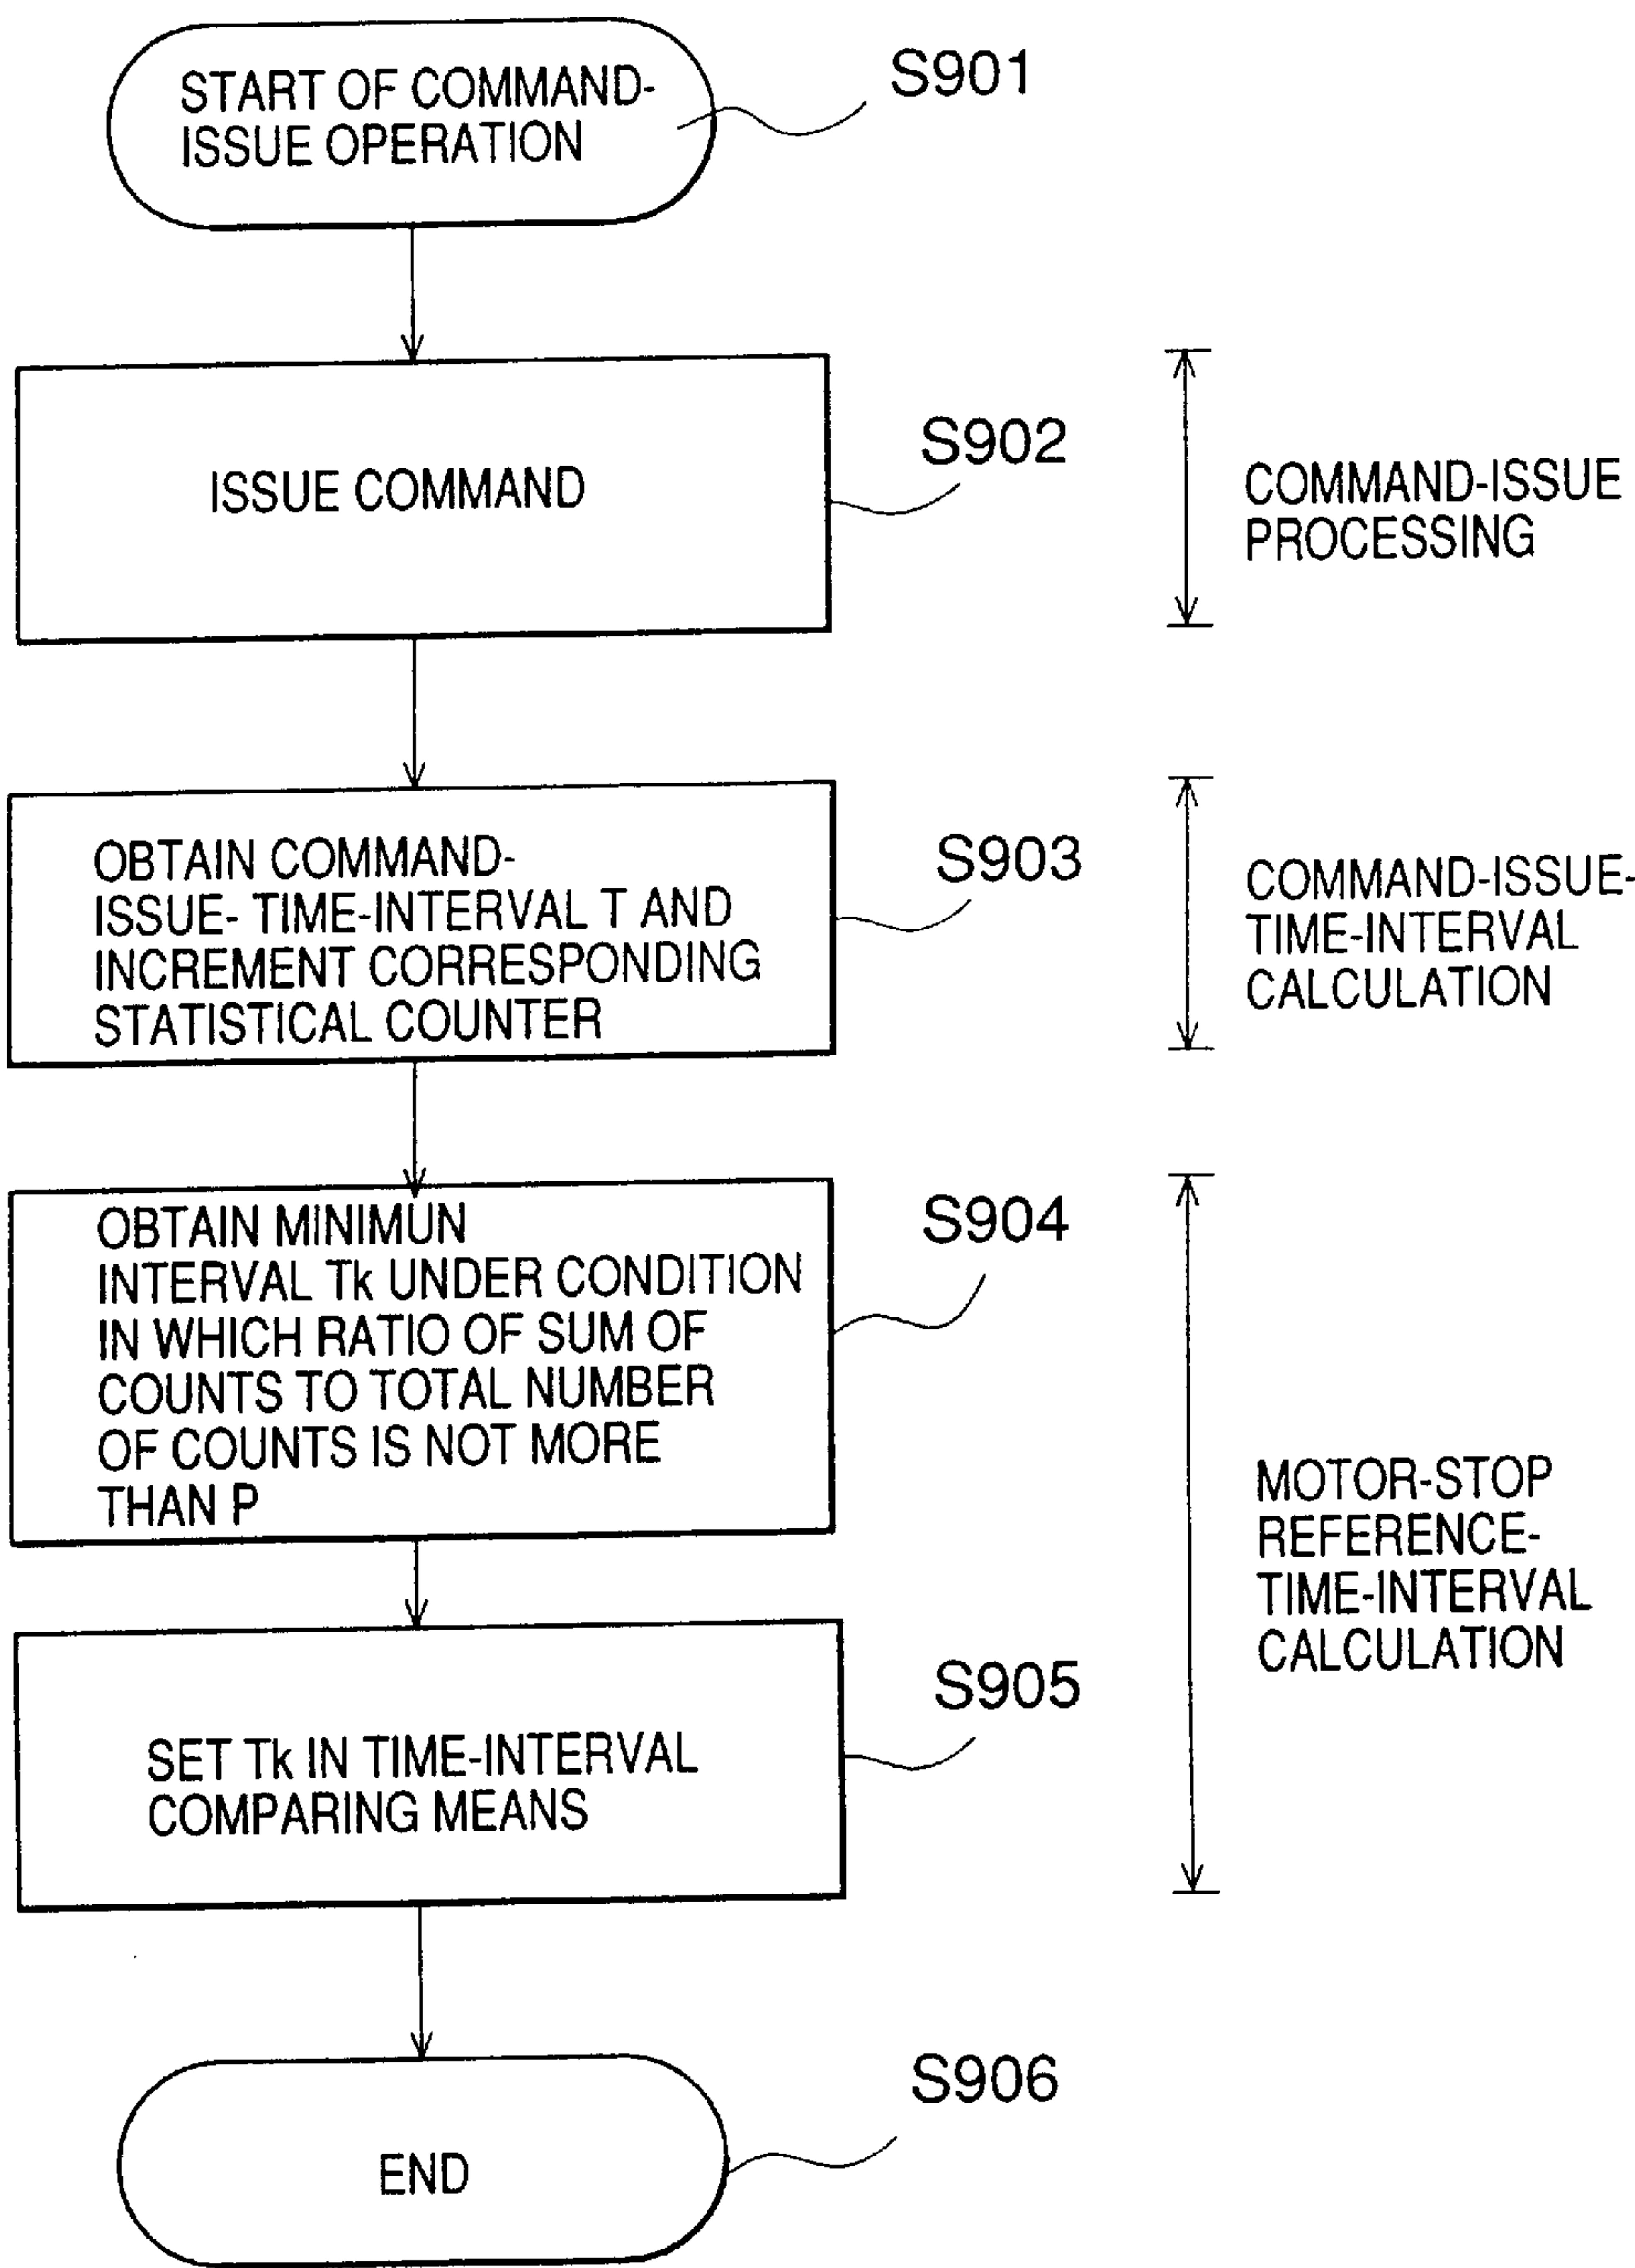 START OF COMMAND-
ISSUE OPERATION
S901
ISSUE COMMAND
S902
COMMAND-ISSUE
PROCESSING
OBTAIN COMMAND-
ISSUE- TIME-INTERVAL T AND
INCREMENT CORRESPONDING
STATISTICAL COUNTER
S903
COMMAND-ISSUE-
TIME-INTERVAL
CALCULATION
OBTAIN MINIMUN
INTERVAL Tk UNDER CONDITION
IN WHICH RATIO OF SUM OF
COUNTS TO TOTAL NUMBER
OF COUNTS IS NOT MORE
THAN P
S904
MOTOR-STOP
REFERENCE-
TIME-INTERVAL
CALCULATION
SET Tk IN TIME-INTERVAL
COMPARING MEANS
S905
END
S906